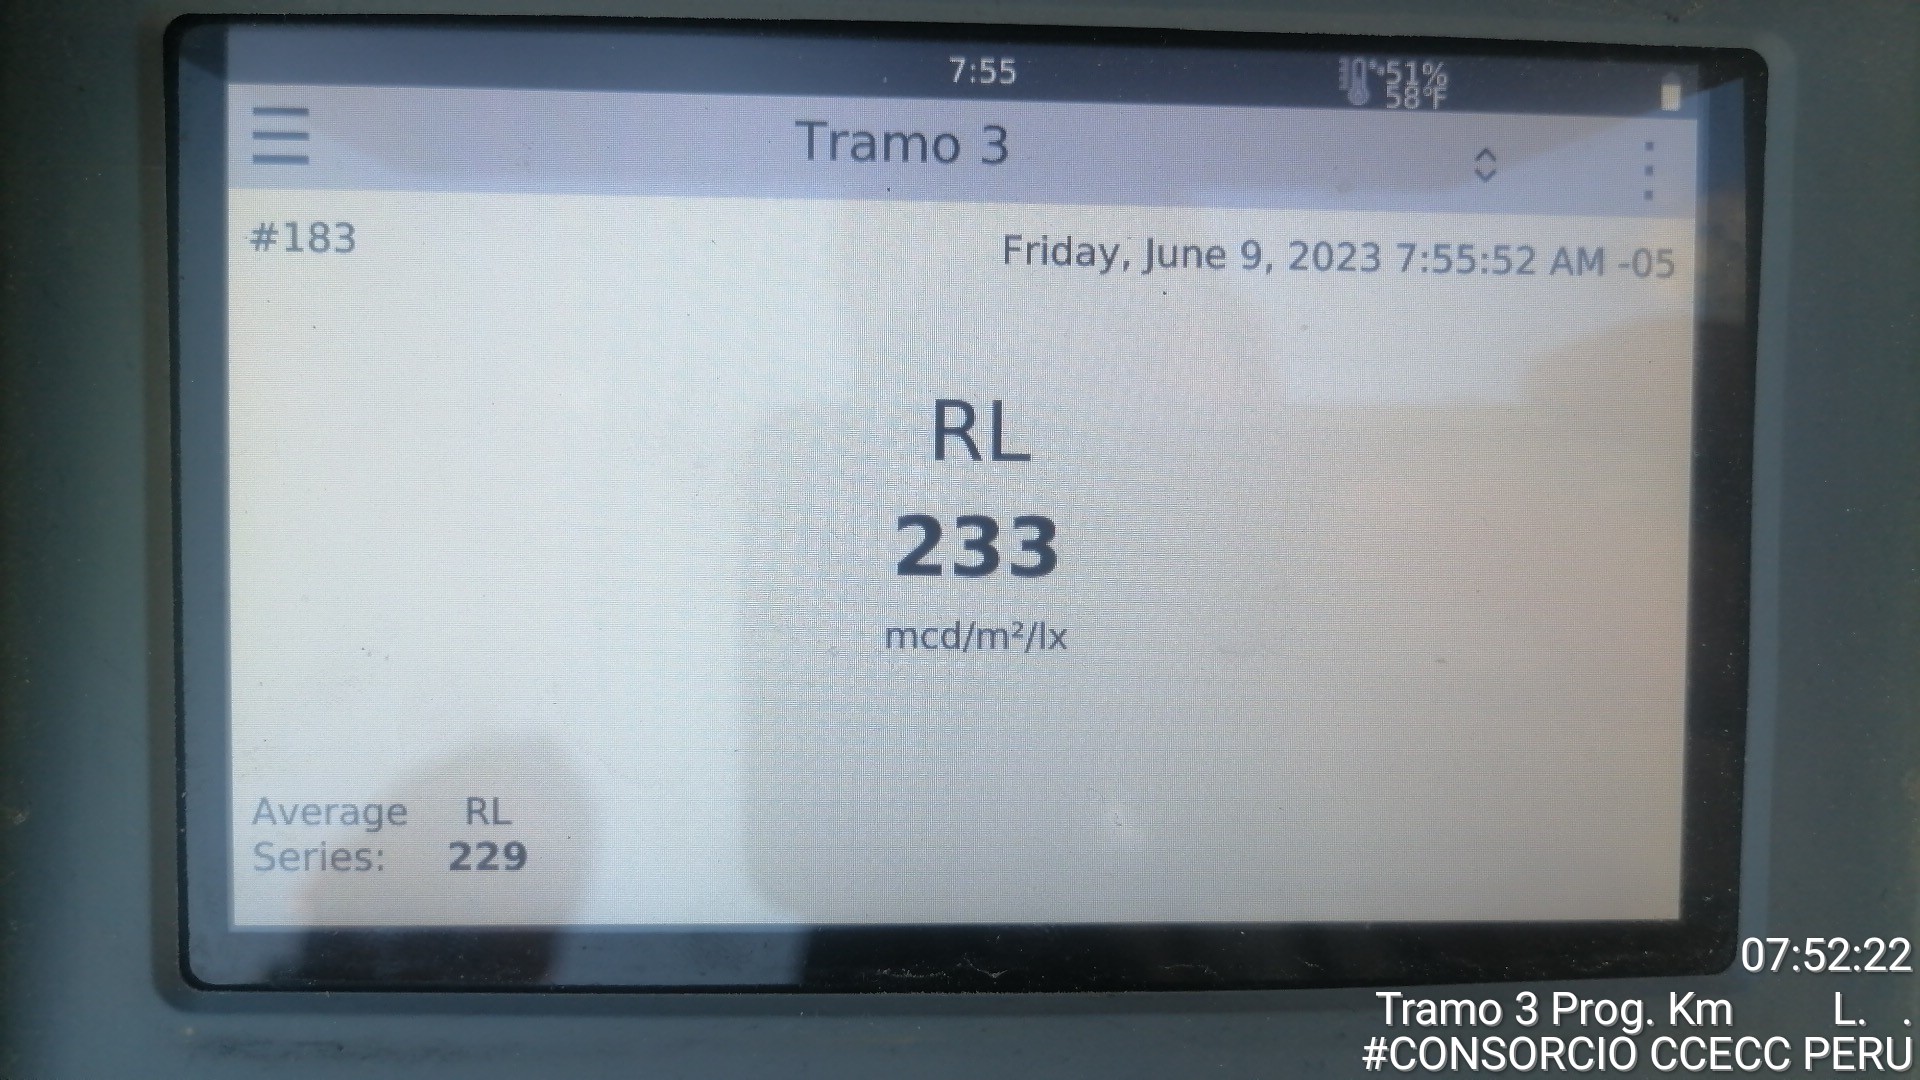 7:55
51%
58°F
Tramo 3
#183
Friday, June 9, 2023 7:55:52 AM -05
RL
233
mcd/m²/lx
Average RL
Series: 229
07:52:22
Tramo 3 Prog. Km L. .
#CONSORCIO CCECC PERU